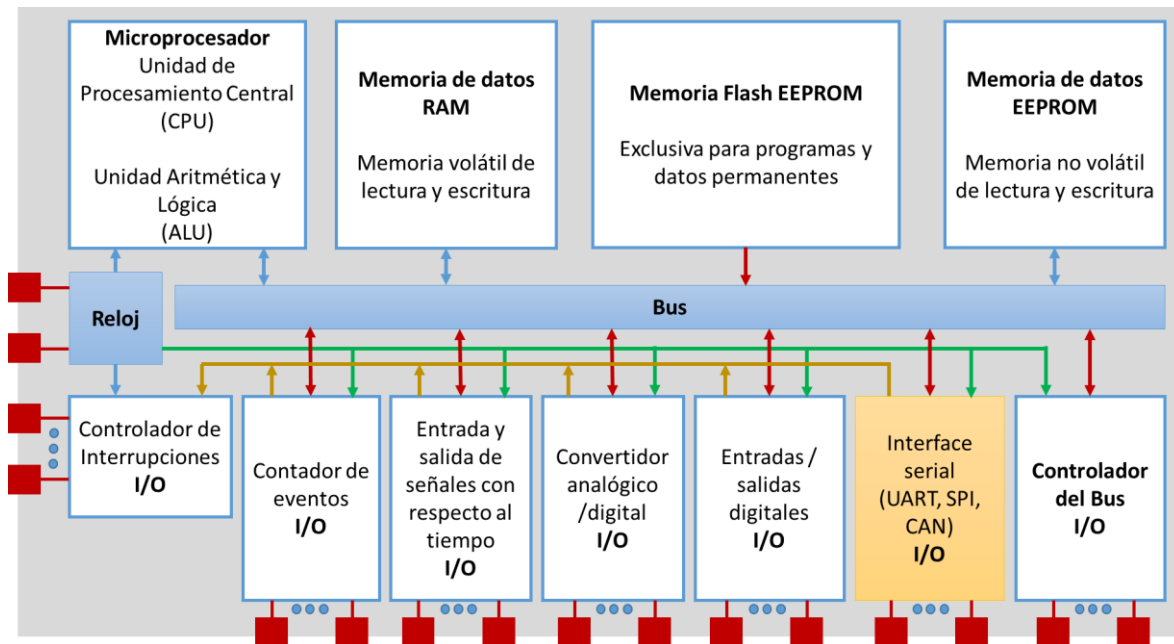 Microprocesador
Unidad de
Procesamiento Central
(CPU)
Unidad Aritmética y
Lógica
(ALU)
Memoria de datos
RAM
Memoria volátil de
lectura y escritura
Memoria Flash EEPROM
Exclusiva para programas y
datos permanentes
Memoria de datos
EEPROM
Memoria no volátil
de lectura y escritura
Reloj
Bus
Controlador de
Interrupciones
I/O
Contador de
eventos
I/O
Entrada y
salida de
señales con
respecto al
tiempo
I/O
Convertidor
analógico
/digital
I/O
Entradas /
salidas
digitales
I/O
Interface
serial
(UART, SPI,
CAN)
I/O
Controlador
del Bus
I/O